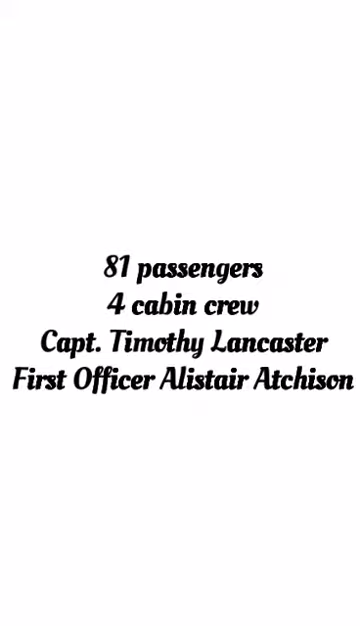 81 passengers
4 cabin crew
Capt. Timothy Lancaster
First Officer Alistair Atchison